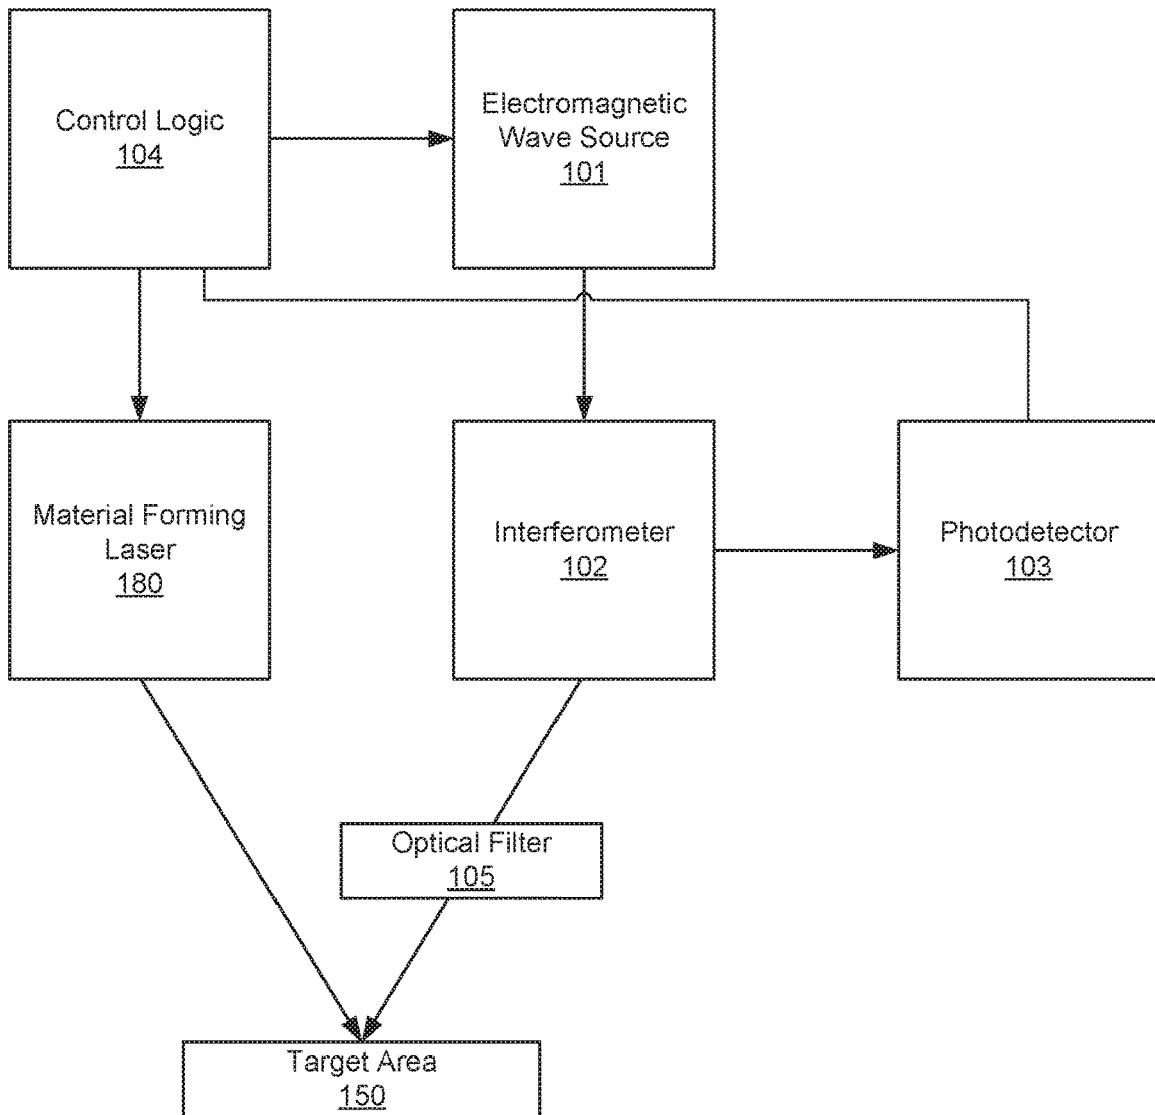 Control Logic
104
Electromagnetic
Wave Source
101
Material Forming
Laser
180
Interferometer
102
Photodetector
103
Optical Filter
105
Target Area
150